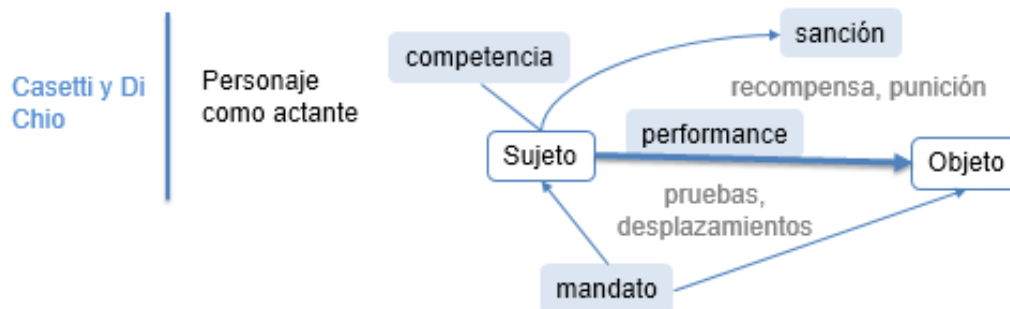 Casetti y Di
Chio
Personaje
como actante
competencia
sanción
recompensa, punición
performance
Sujeto
Objeto
pruebas,
desplazamientos
mandato